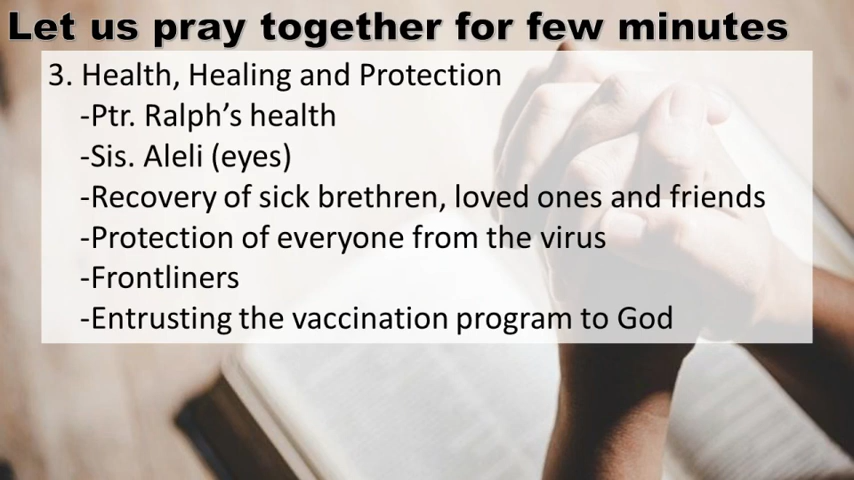 Let us pray together for few minutes
3. Health, Healing and Protection
-Ptr. Ralph’s health
-Sis. Aleli (eyes)
-Recovery of sick brethren, loved ones and friends
-Protection of everyone from the virus
-Frontliners
-Entrusting the vaccination program to God